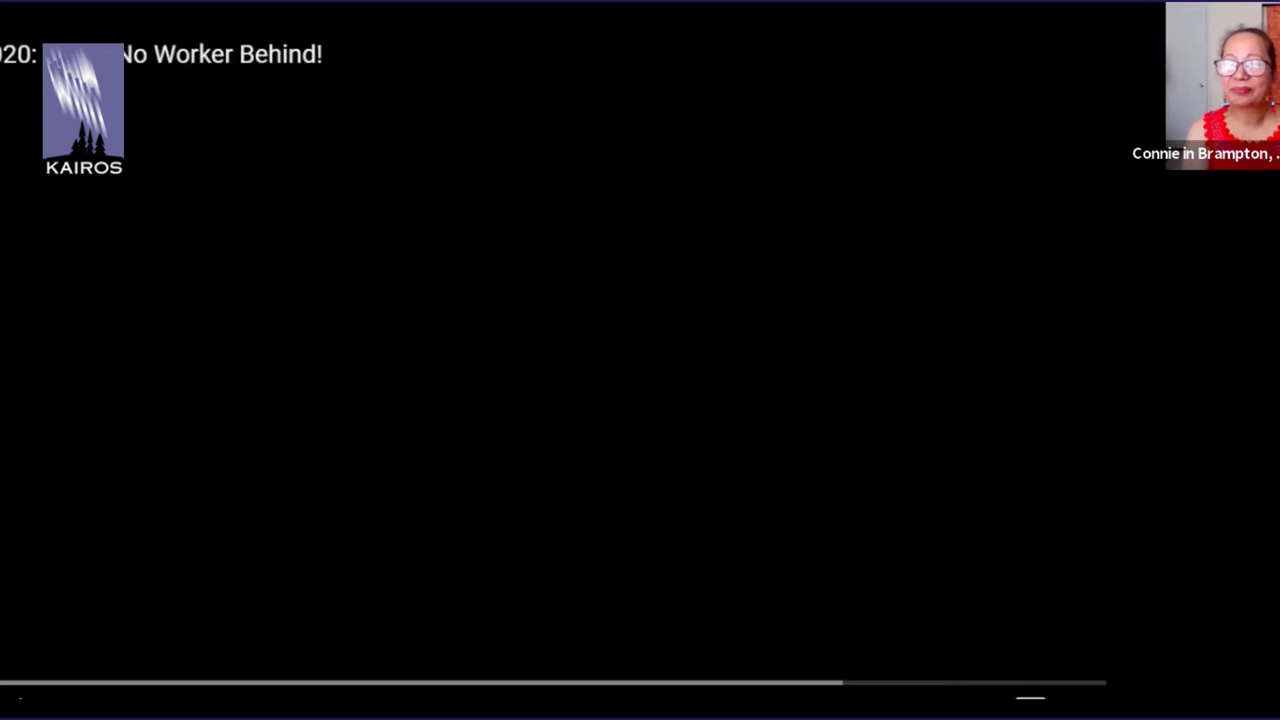 020: No Worker Behind!
KAIROS
Connie in Brampton, .